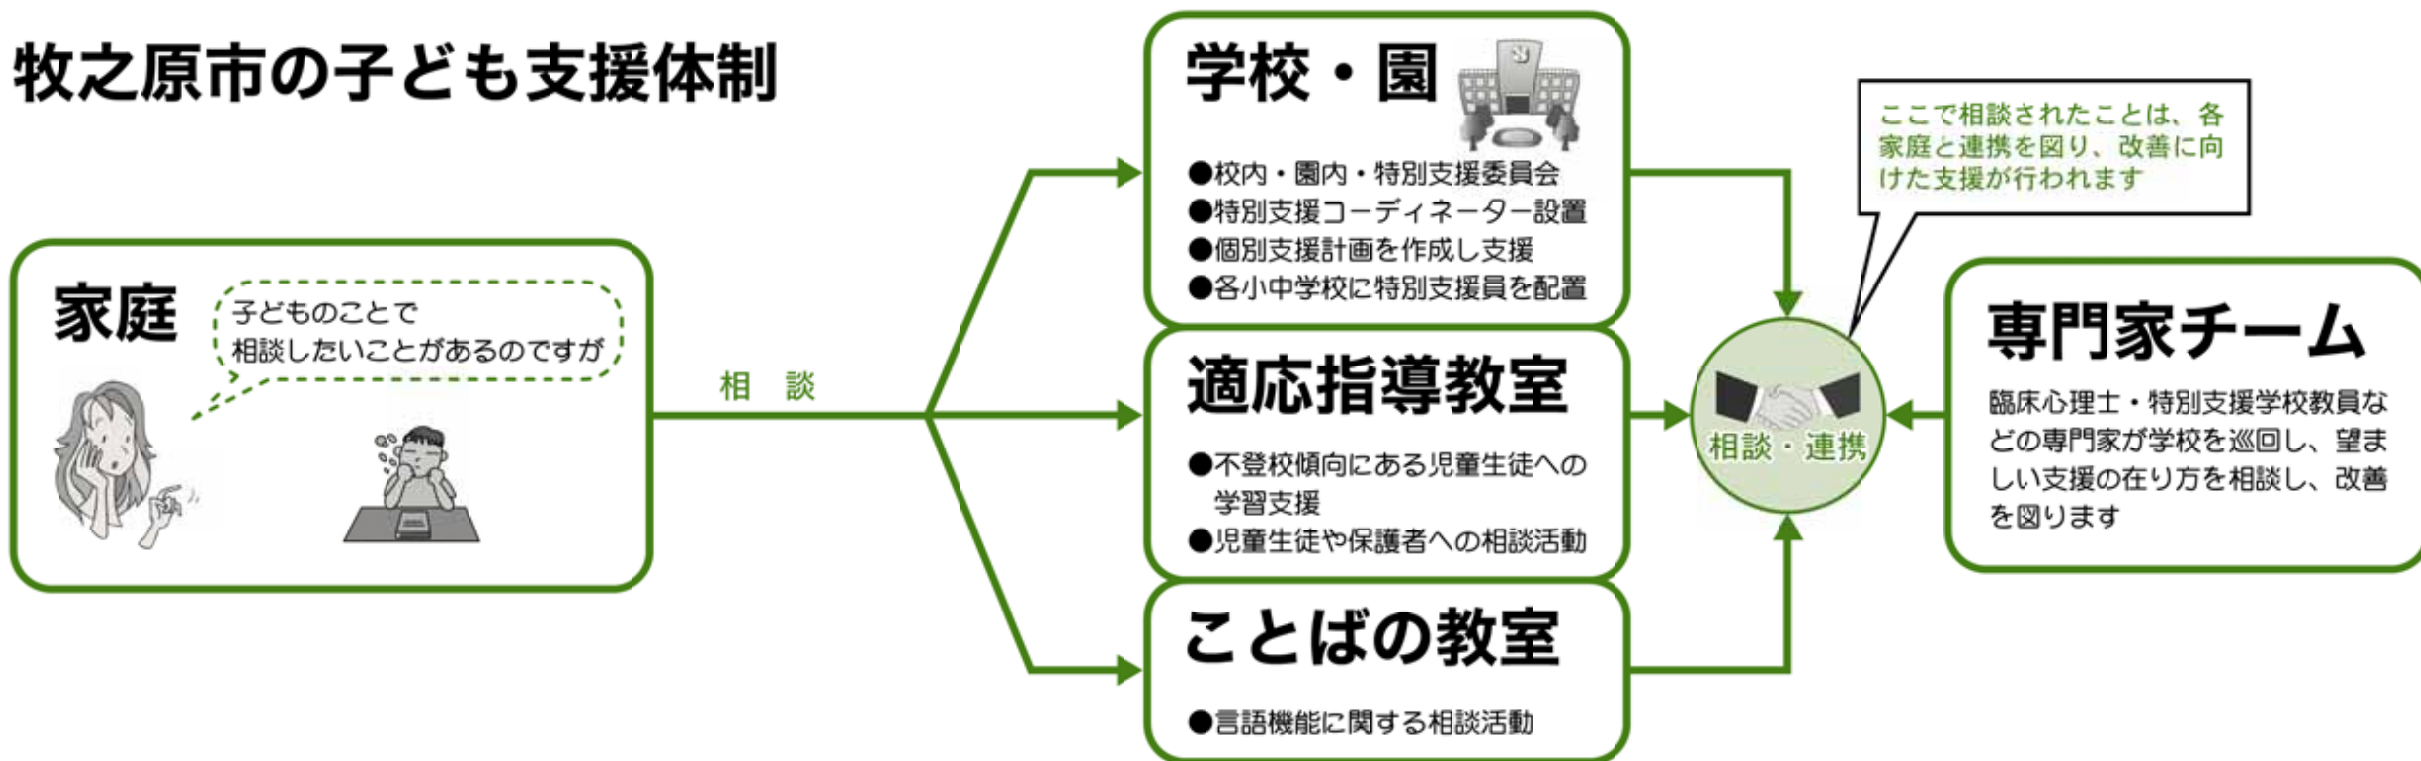 牧之原市の子ども支援体制
家庭
子どものことで
相談したいことがあるのですが
相 談
学校・園
●校内・園内・特別支援委員会
●特別支援コーディネーター設置
●個別支援計画を作成し支援
●各小中学校に特別支援員を配置
適応指導教室
●不登校傾向にある児童生徒への
学習支援
●児童生徒や保護者への相談活動
ことばの教室
●言語機能に関する相談活動
ここで相談されたことは、各
家庭と連携を図り、改善に向
けた支援が行われます
相談・連携
専門家チーム
臨床心理士・特別支援学校教員な
どの専門家が学校を巡回し、望ま
しい支援の在り方を相談し、改善
を図ります